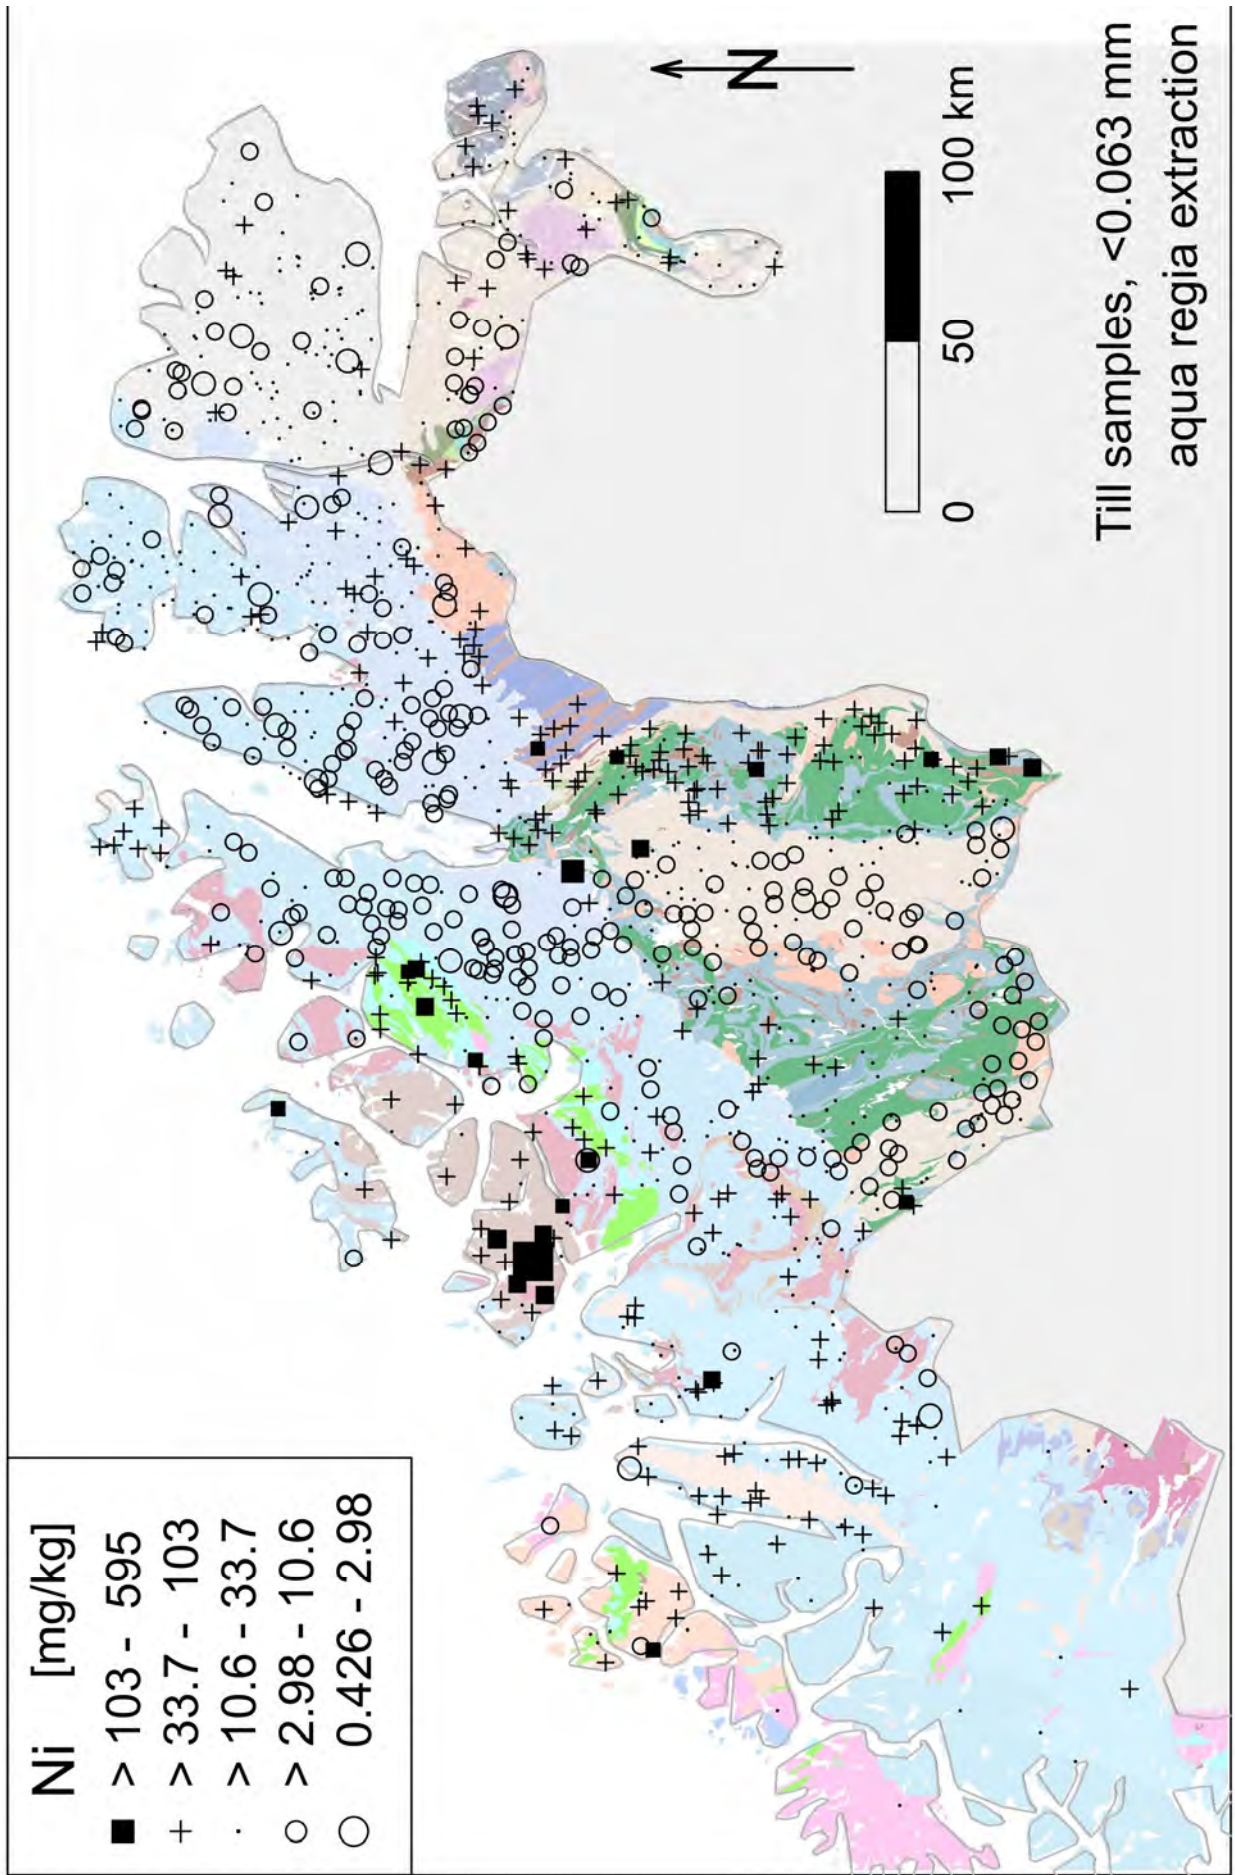 Ni [mg/kg]
> 103 - 595
> 33.7 - 103
> 10.6 - 33.7
> 2.98 - 10.6
0.426 - 2.98
N
0 50 100 km
Till samples, <0.063 mm
aqua regia extraction